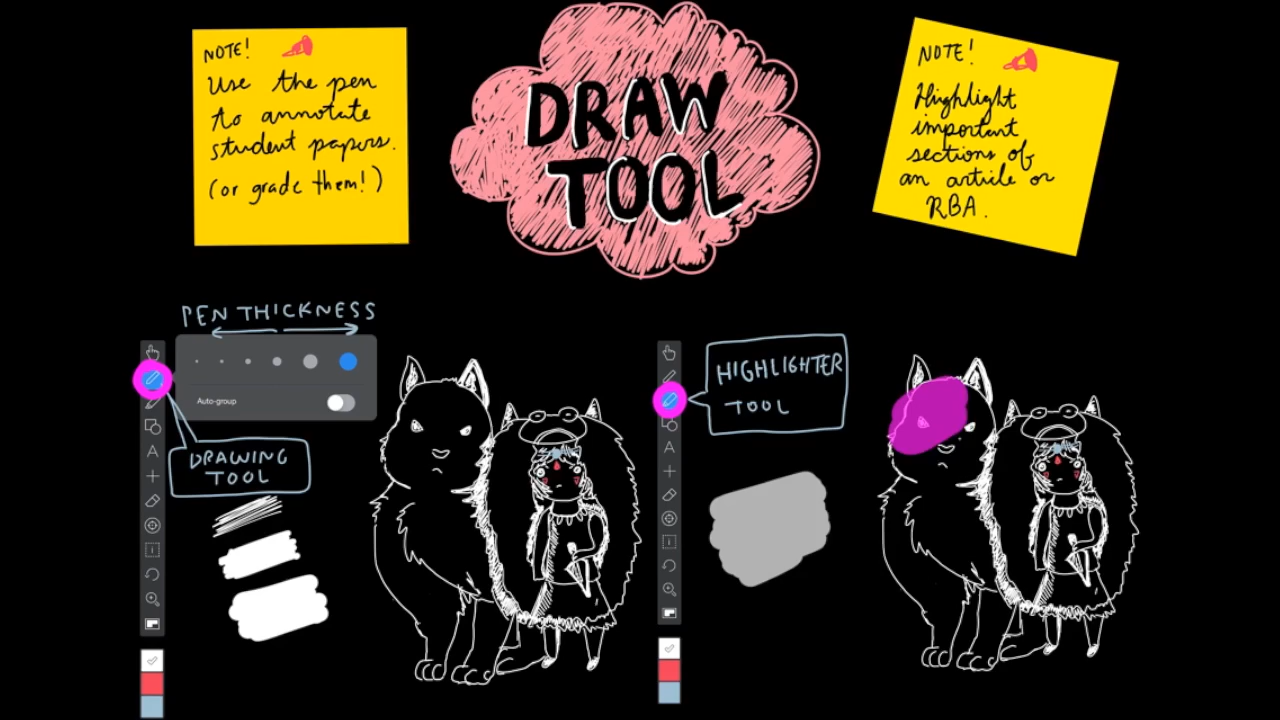 NOTE!
Use the pen
to annotate
student papers.
(or grade them!)
DRAW
TOOL
NOTE!
Highlight
important
sections of
an article or
RBA.
PEN THICKNESS
Auto-group
DRAWING
TOOL
A
HIGHLIGHTER
TOOL
A